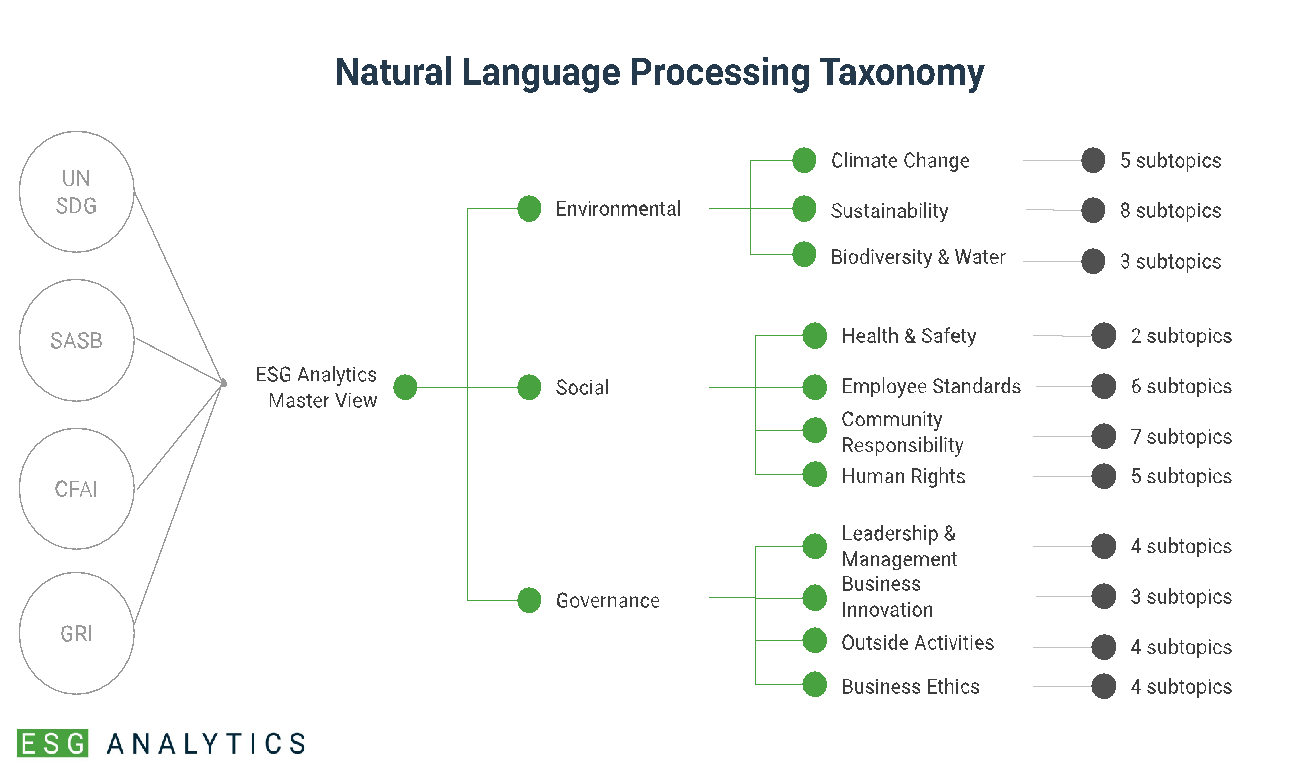 Natural Language Processing Taxonomy
UN
SDG
SASB
CFAI
GRI
ESG Analytics
Master View
Environmental
Climate Change
5 subtopics
Sustainability
8 subtopics
Biodiversity & Water
3 subtopics
Social
Health & Safety
2 subtopics
Employee Standards
6 subtopics
Community
Responsibility
7 subtopics
Human Rights
5 subtopics
Governance
Leadership &
Management
4 subtopics
Business
Innovation
3 subtopics
Outside Activities
4 subtopics
Business Ethics
4 subtopics
ESG ANALYTICS